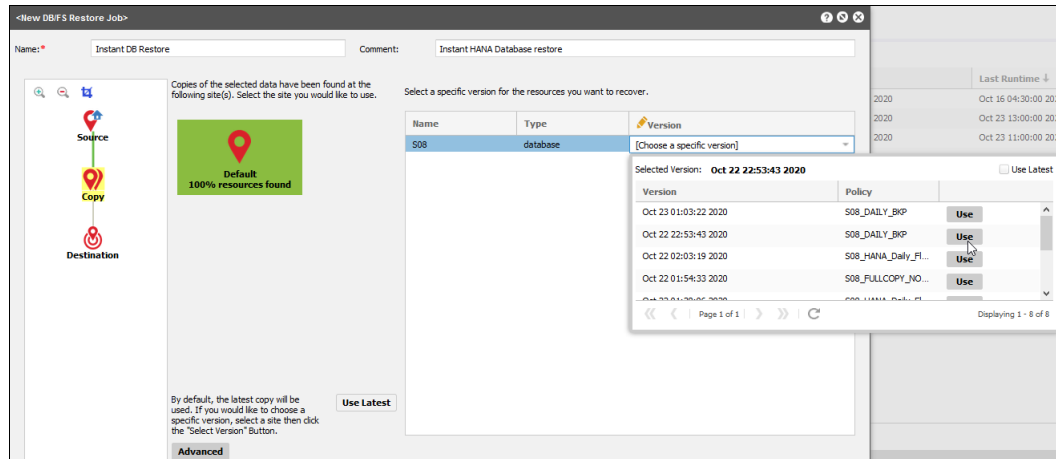 <New DB/FS Restore Job>
Name:* Instant DB Restore Comment: Instant HANA Database restore
Source
Copy
Destination
Copies of the selected data have been found at the
following site(s). Select the site you would like to use.
Default
100% resources found
By default, the latest copy will be
used. If you would like to choose a
specific version, select a site then click
the "Select Version" Button.
Use Latest
Advanced
Select a specific version for the resources you want to recover.
Name Type Version
S08 database [Choose a specific version]
Selected Version: Oct 22 22:53:43 2020 Use Latest
Version Policy
Oct 23 01:03:22 2020 S08_DAILY_BKP Use
Oct 22 22:53:43 2020 S08_DAILY_BKP Use
Oct 22 02:03:19 2020 S08_HANA_Daily_Fl... Use
Oct 22 01:54:33 2020 S08_FULLCOPY_NO... Use
Page 1 of 1 Displaying 1 - 8 of 8
Last Runtime
2020 Oct 16 04:30:00 20
2020 Oct 23 13:00:00 20
2020 Oct 23 11:00:00 20